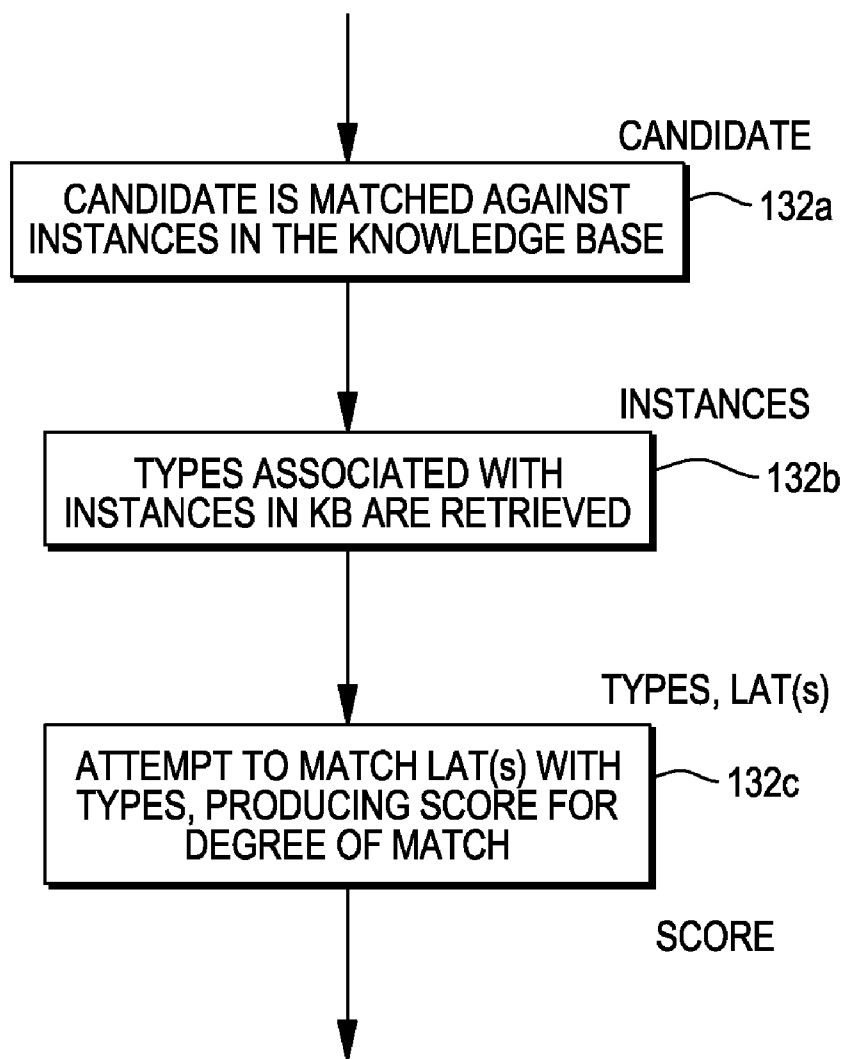 CANDIDATE
CANDIDATE IS MATCHED AGAINST
INSTANCES IN THE KNOWLEDGE BASE
132a
INSTANCES
TYPES ASSOCIATED WITH
INSTANCES IN KB ARE RETRIEVED
132b
TYPES, LAT(s)
ATTEMPT TO MATCH LAT(s) WITH
TYPES, PRODUCING SCORE FOR
DEGREE OF MATCH
132c
SCORE